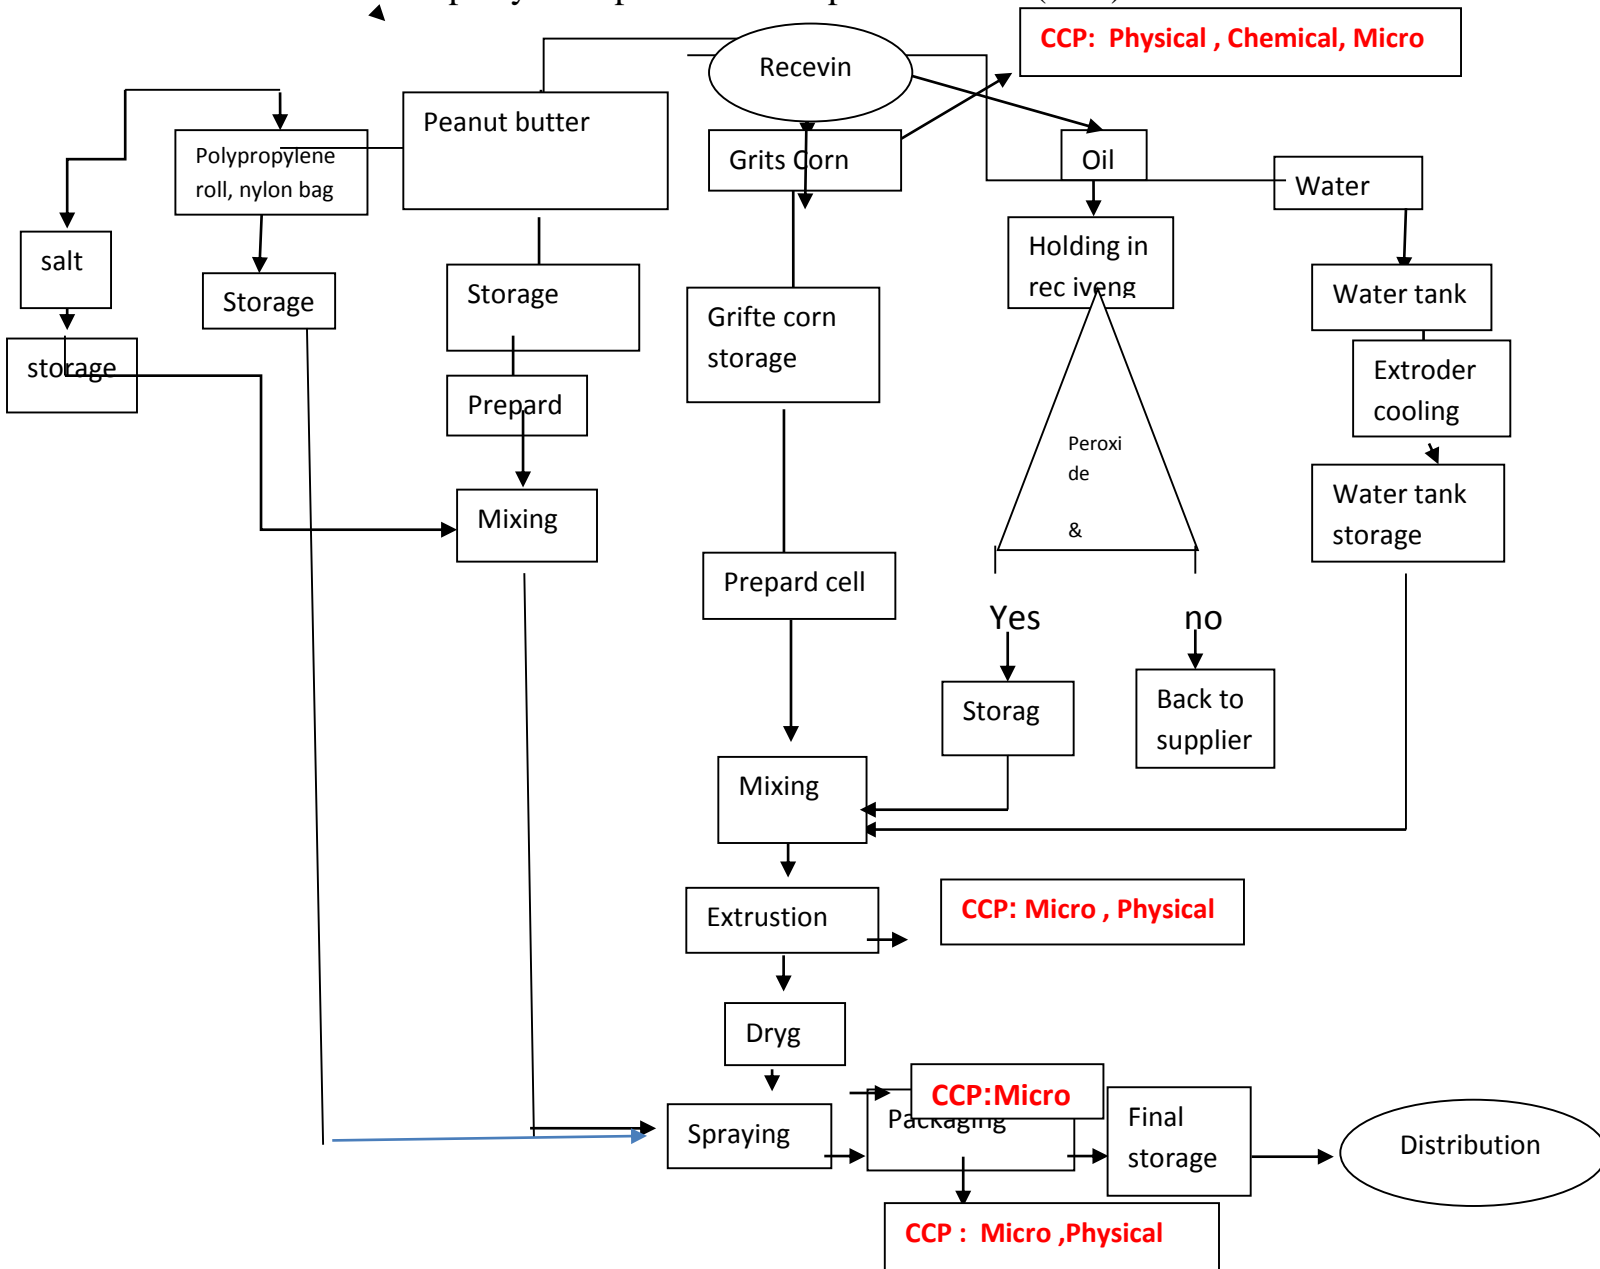 CCP: Physical , Chemical, Micro
Recevin
Peanut butter
Polypropylene
roll, nylon bag
Grits Corn
Oil
Water
salt
Storage
Storage
Holding in
rec iveng
Water tank
storage
Grifte corn
storage
Extroder
cooling
Prepard
Peroxi
de
&
Mixing
Water tank
storage
Prepard cell
Yes
no
Storag
Back to
supplier
Mixing
Extrustion
CCP: Micro , Physical
Dryg
CCP:Micro
Spraying
Packaging
Final
storage
Distribution
CCP : Micro ,Physical